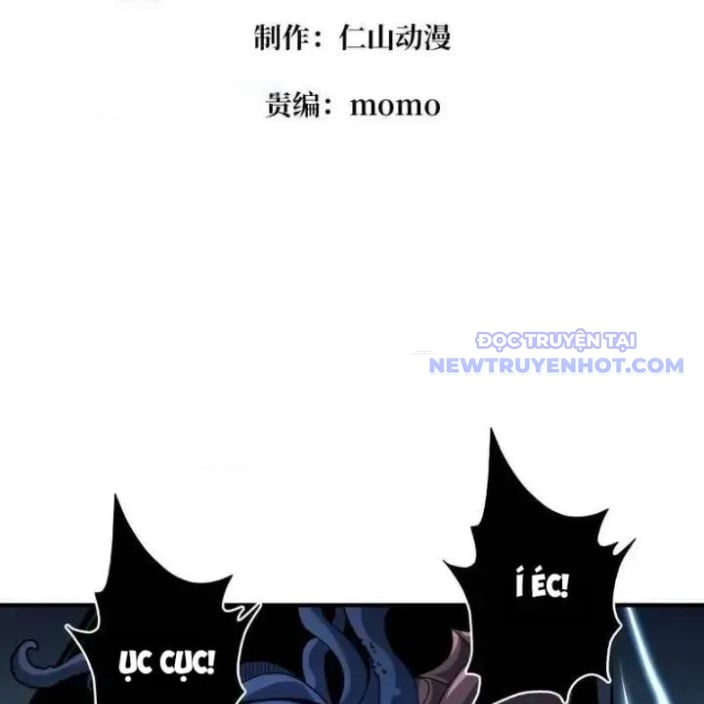 制作：仁山动漫
责编：momo
ĐỌC TRUYỆN TẠI
NEWTRUYENHOT.COM
Í ÉC!
ỤC CỤC!